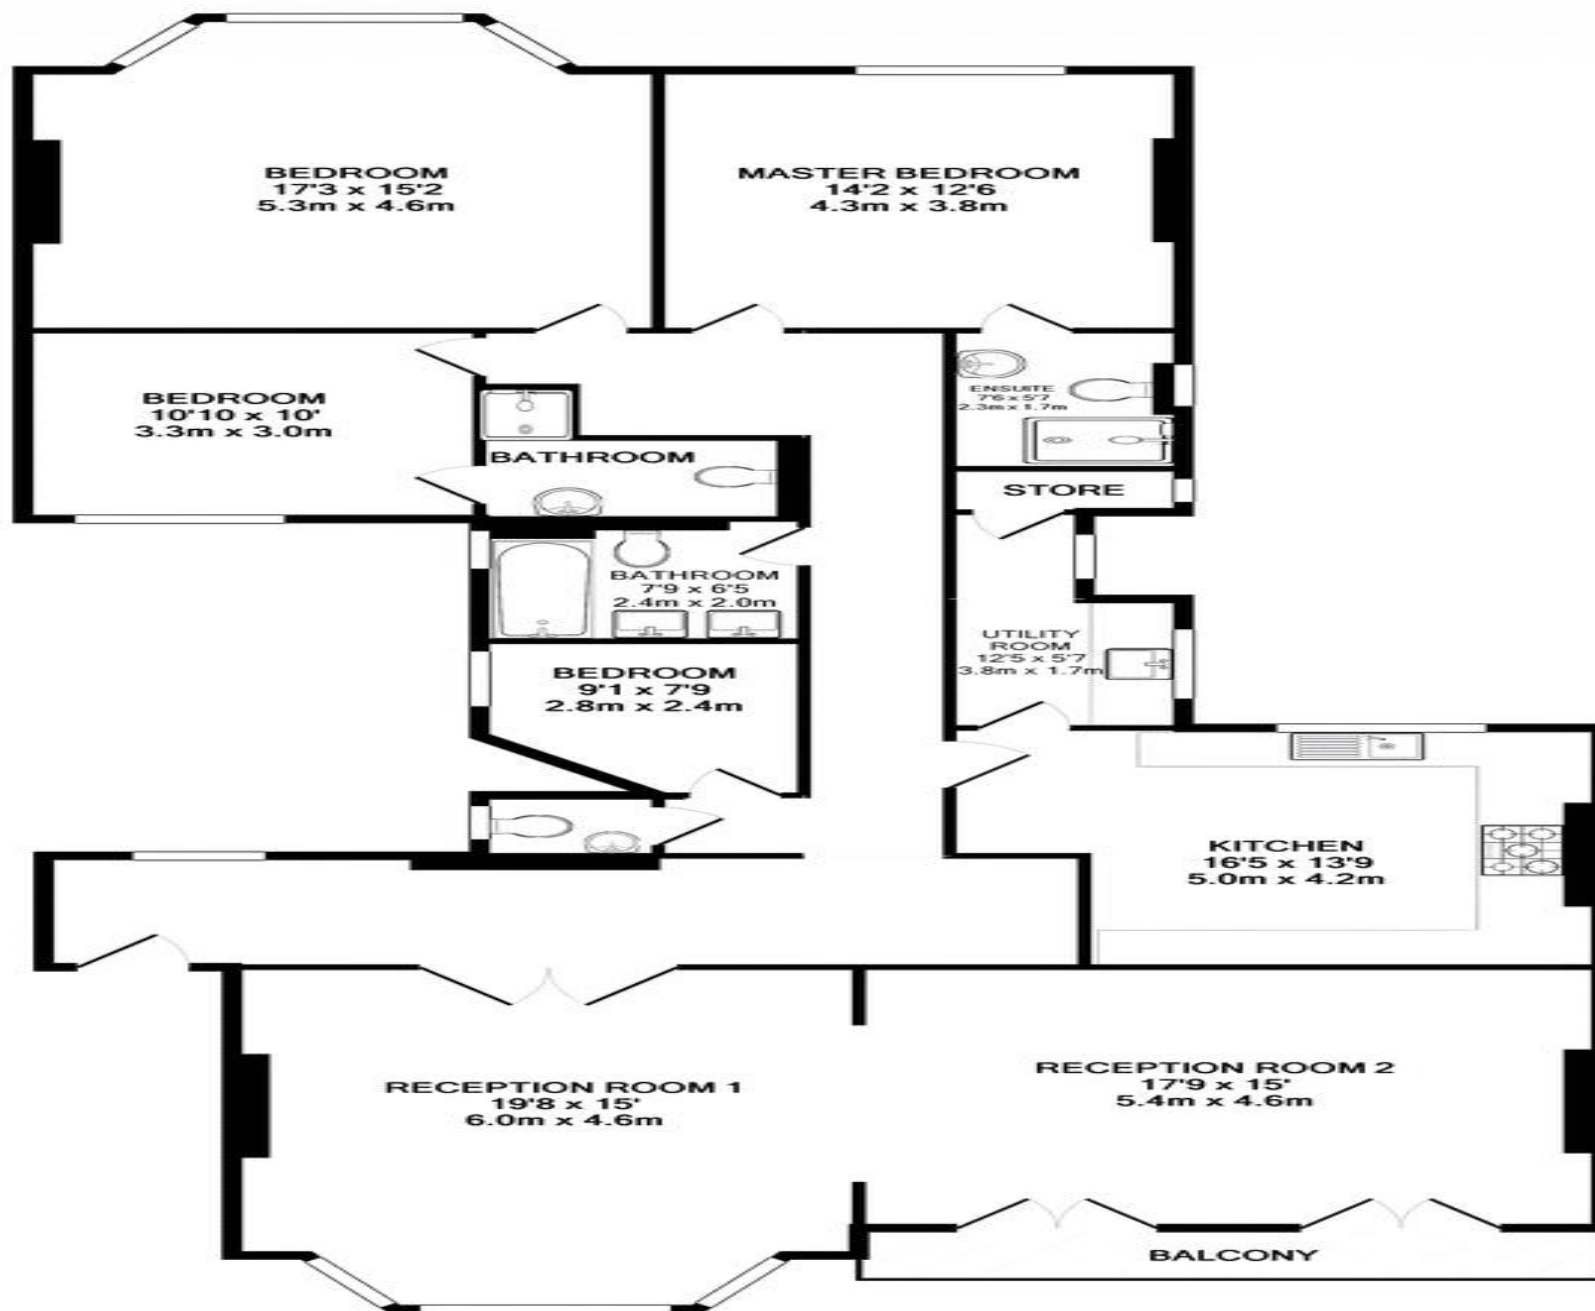 BEDROOM
17'3 x 15'2
5.3m x 4.6m
MASTER BEDROOM
14'2 x 12'6
4.3m x 3.8m
BEDROOM
10'10 x 10'
3.3m x 3.0m
ENSUITE
7'6 x 5'7
2.3m x 1.7m
BATHROOM
STORE
BATHROOM
7'9 x 6'5
2.4m x 2.0m
UTILITY
ROOM
12'5 x 5'7
3.8m x 1.7m
BEDROOM
9'1 x 7'9
2.8m x 2.4m
KITCHEN
16'5 x 13'9
5.0m x 4.2m
RECEPTION ROOM 1
19'8 x 15'
6.0m x 4.6m
RECEPTION ROOM 2
17'9 x 15'
5.4m x 4.6m
BALCONY